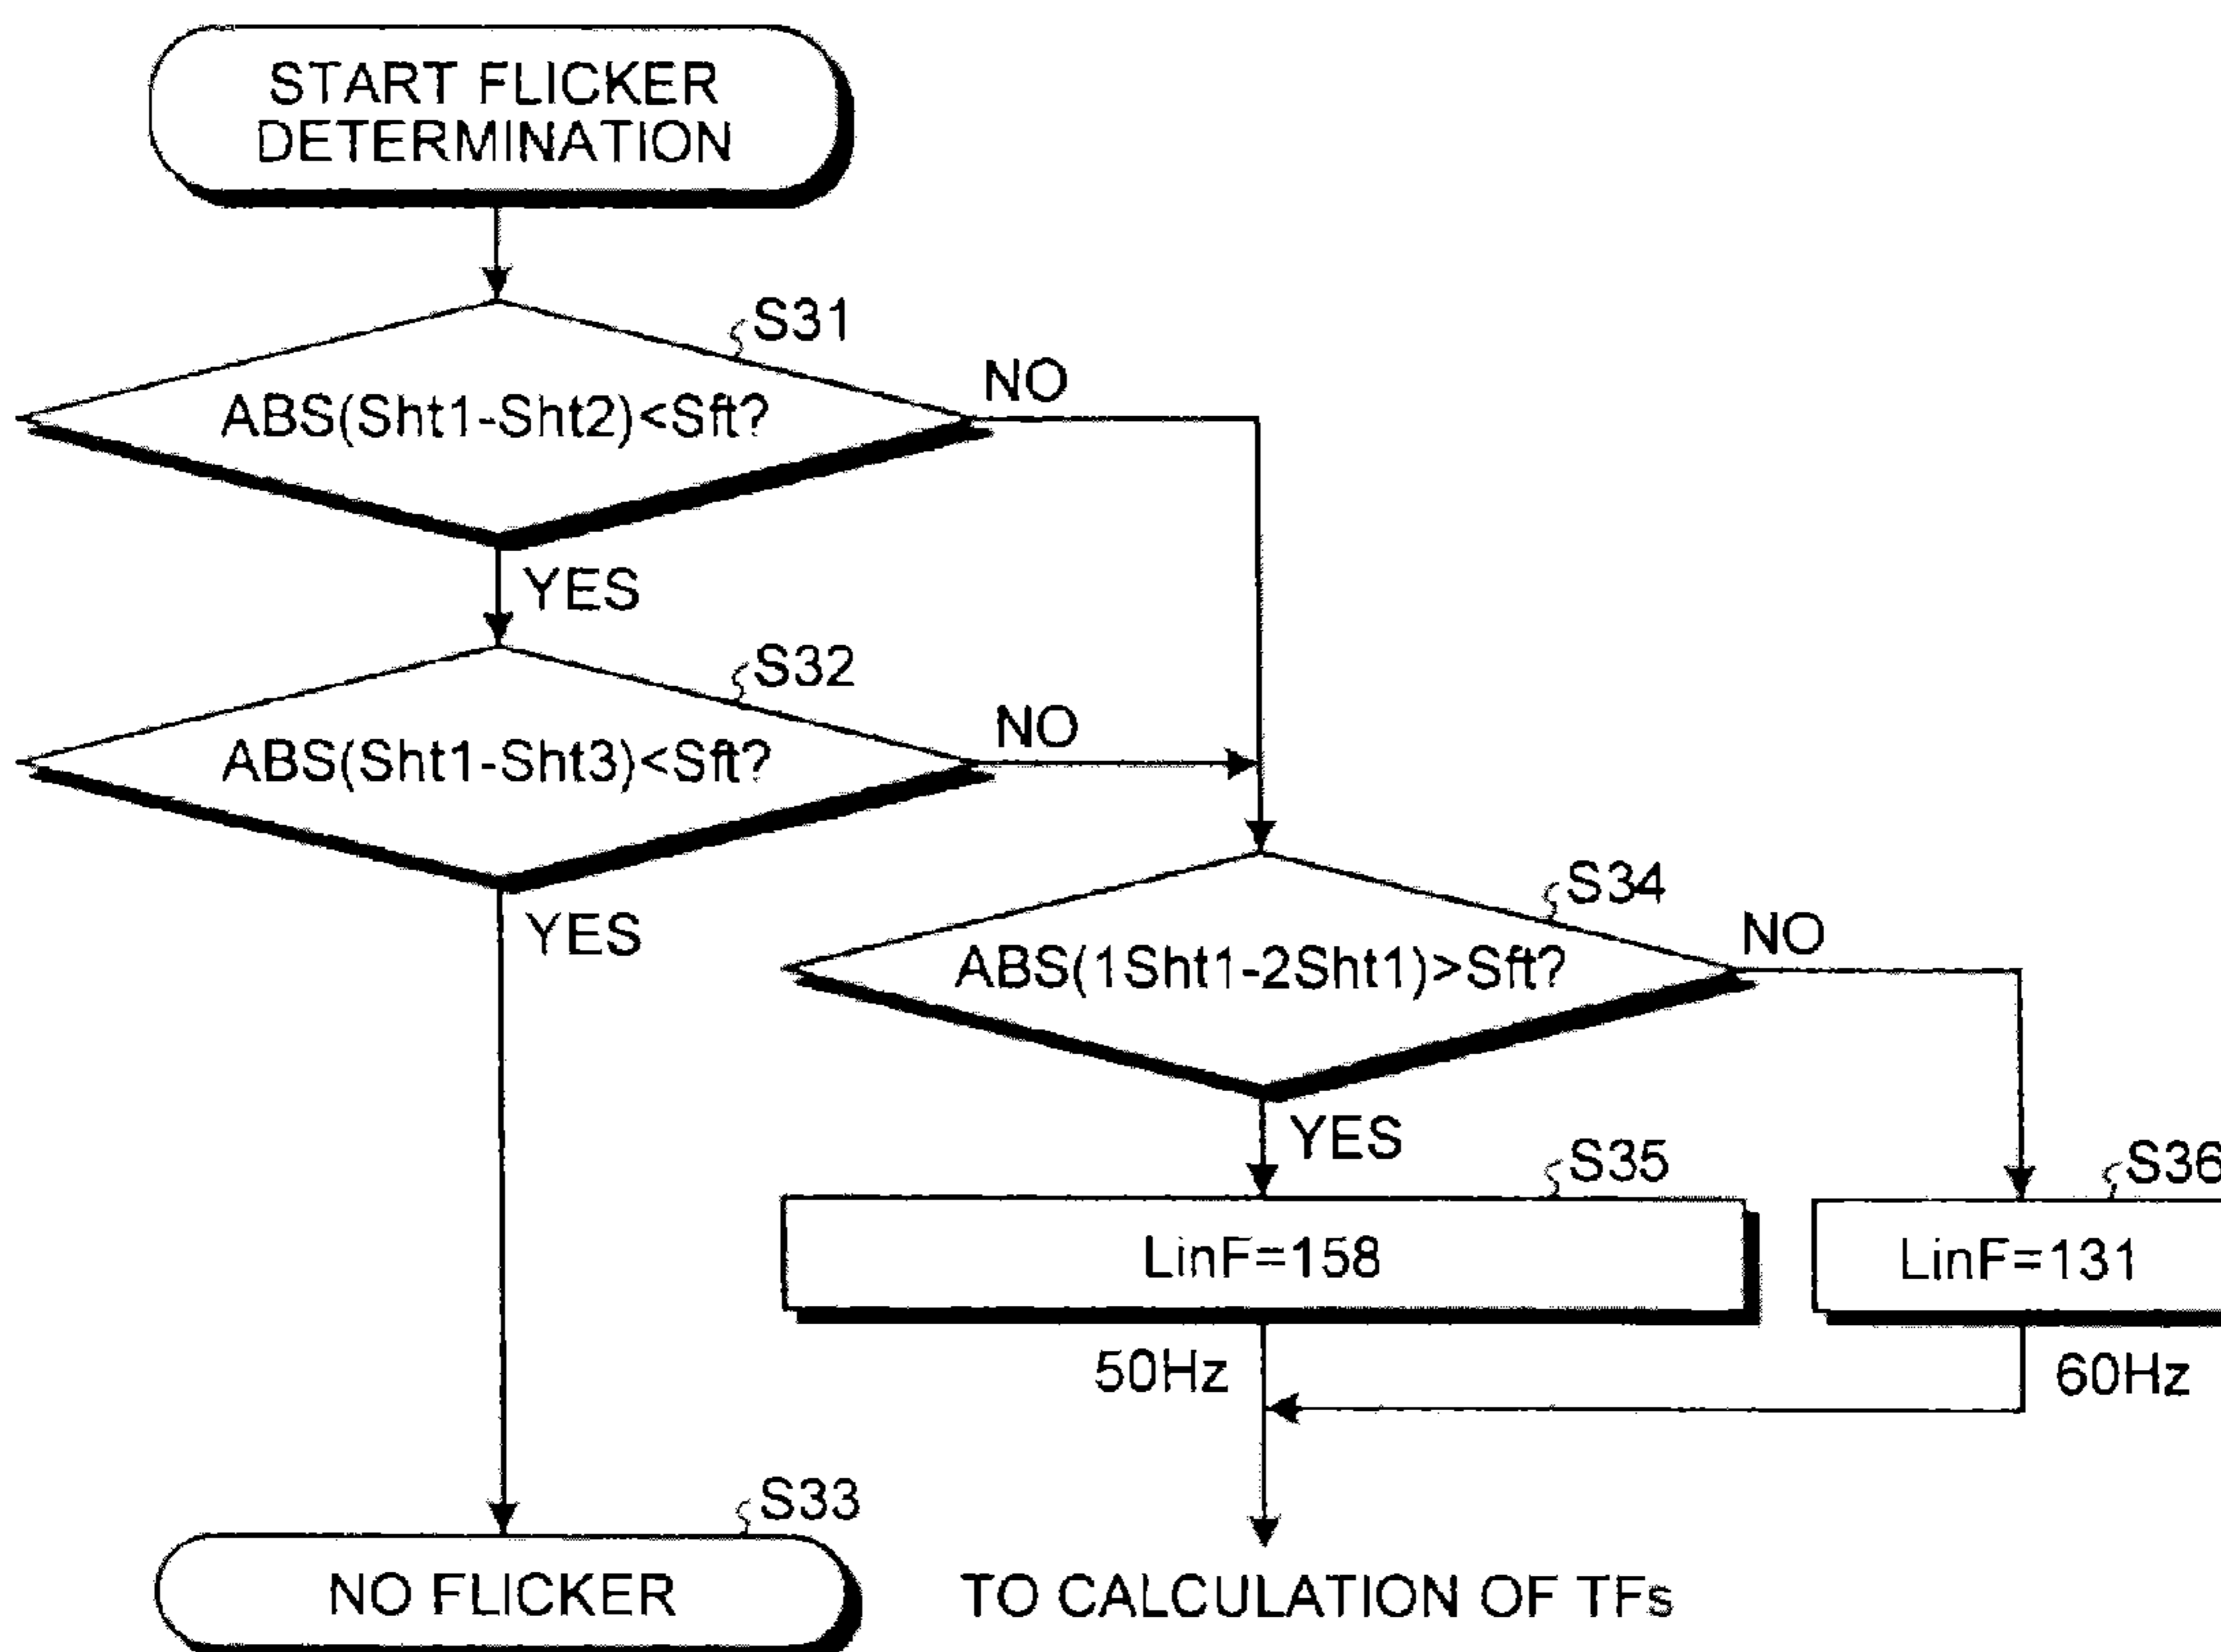 START FLICKER
DETERMINATION
S31
ABS(Sht1-Sht2)<Sft?
NO
YES
S32
ABS(Sht1-Sht3)<Sft?
NO
YES
S34
ABS(1Sht1-2Sht1)>Sft?
NO
YES
S35
LinF=158
S36
LinF=131
50Hz
60Hz
S33
NO FLICKER
TO CALCULATION OF TFs